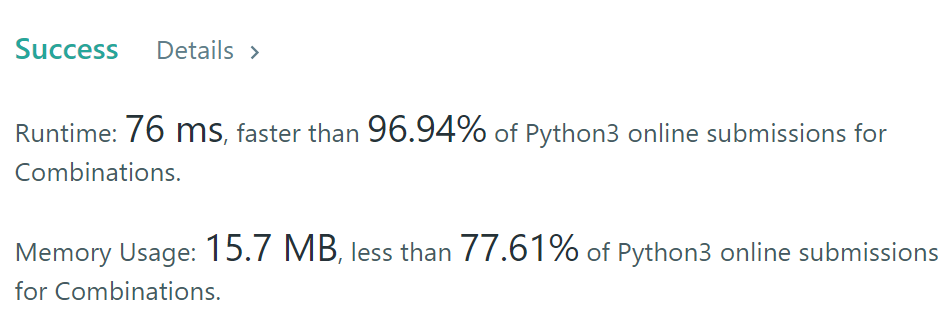 Success Details >
Runtime: 76 ms, faster than 96.94% of Python3 online submissions for
Combinations.
Memory Usage: 15.7 MB, less than 77.61% of Python3 online submissions
for Combinations.